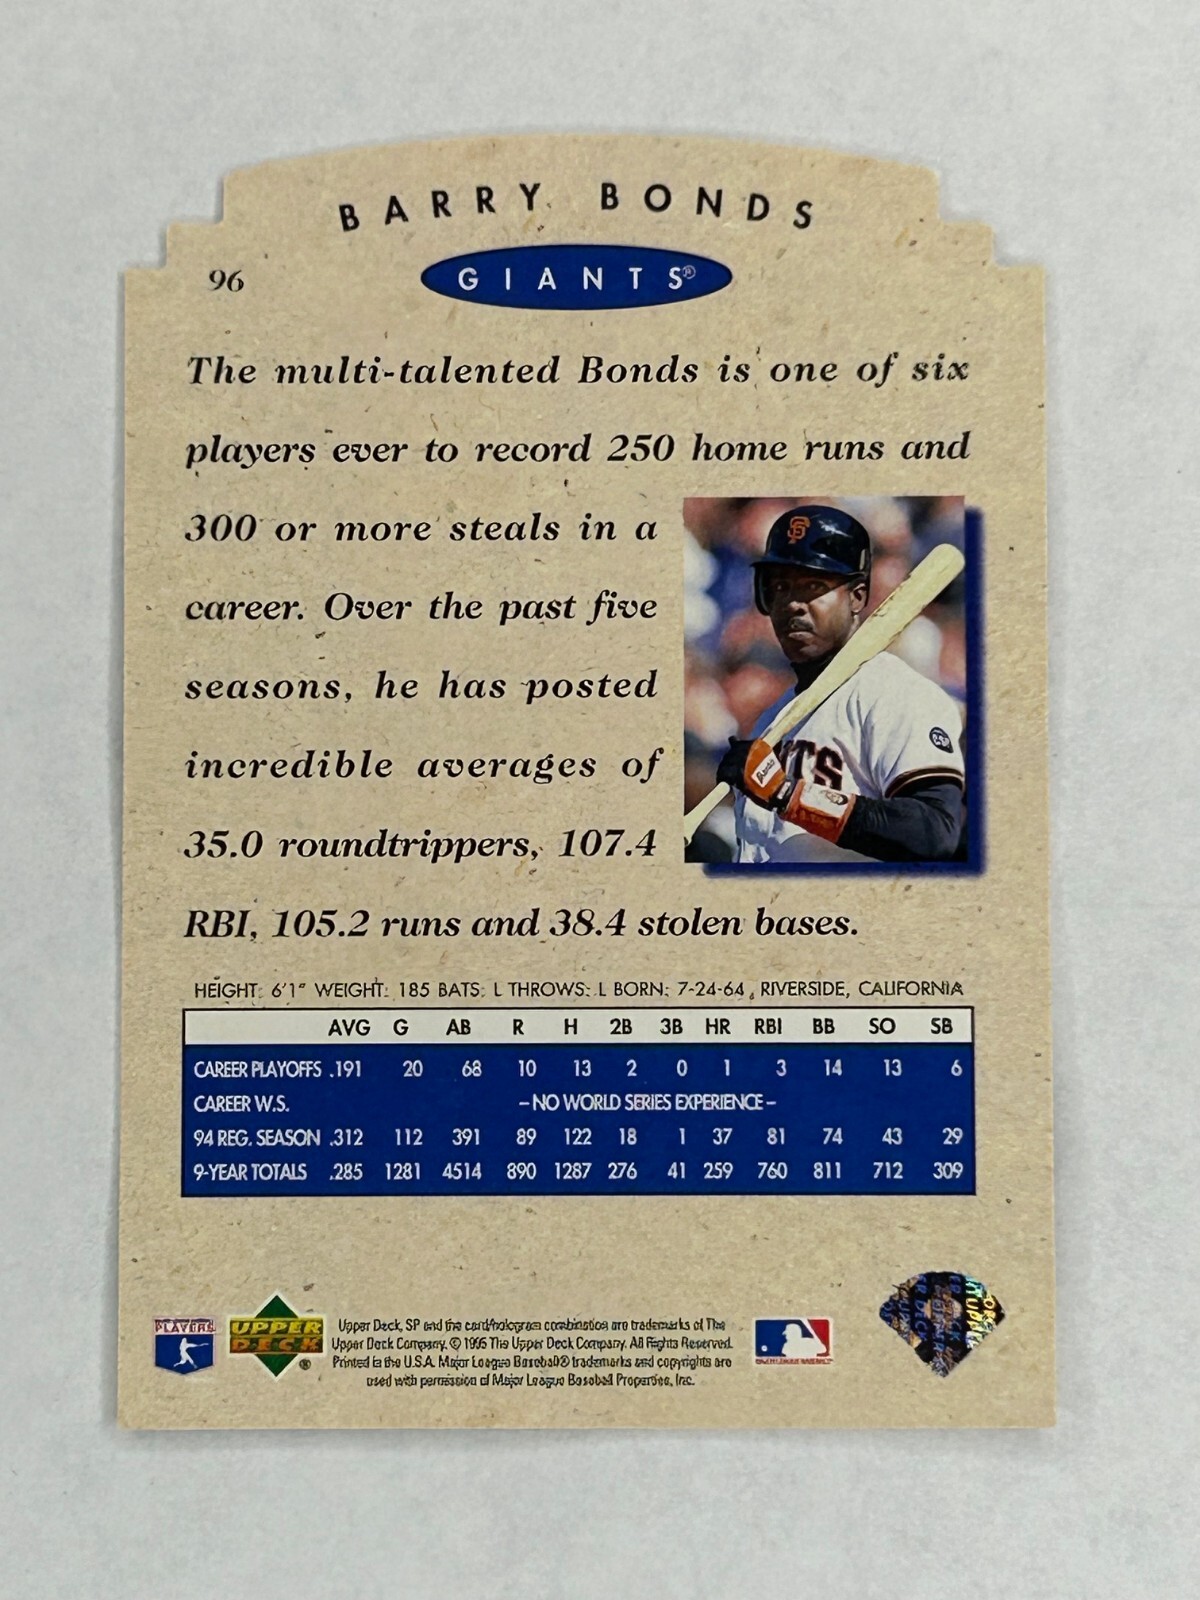 BARRY BONDS
96
GIANTS®
The multi-talented Bonds is one of six
players ever to record 250 home runs and
300 or more steals in a
career. Over the past five
seasons, he has posted
incredible averages of
35.0 roundtrippers, 107.4
RBI, 105.2 runs and 38.4 stolen bases.
HEIGHT: 6'1" WEIGHT: 185 BATS: L THROWS: L BORN: 7-24-64, RIVERSIDE, CALIFORNIA
AVG G AB R H 2B 3B HR RBI BB SO SB
CAREER PLAYOFFS .191 20 68 10 13 2 0 1 3 14 13 6
CAREER W.S. – NO WORLD SERIES EXPERIENCE –
94 REG. SEASON .312 112 391 89 122 18 1 37 81 74 43 29
9-YEAR TOTALS .285 1281 4514 890 1287 276 41 259 760 811 712 309
PLAYERS
UPPER
DECK®
Upper Deck, SP and the card/hologram combination are trademarks of The
Upper Deck Company. © 1995 The Upper Deck Company. All Rights Reserved.
Printed in the U.S.A. Major League Baseball® trademarks and copyrights are
used with permission of Major League Baseball Properties, Inc.